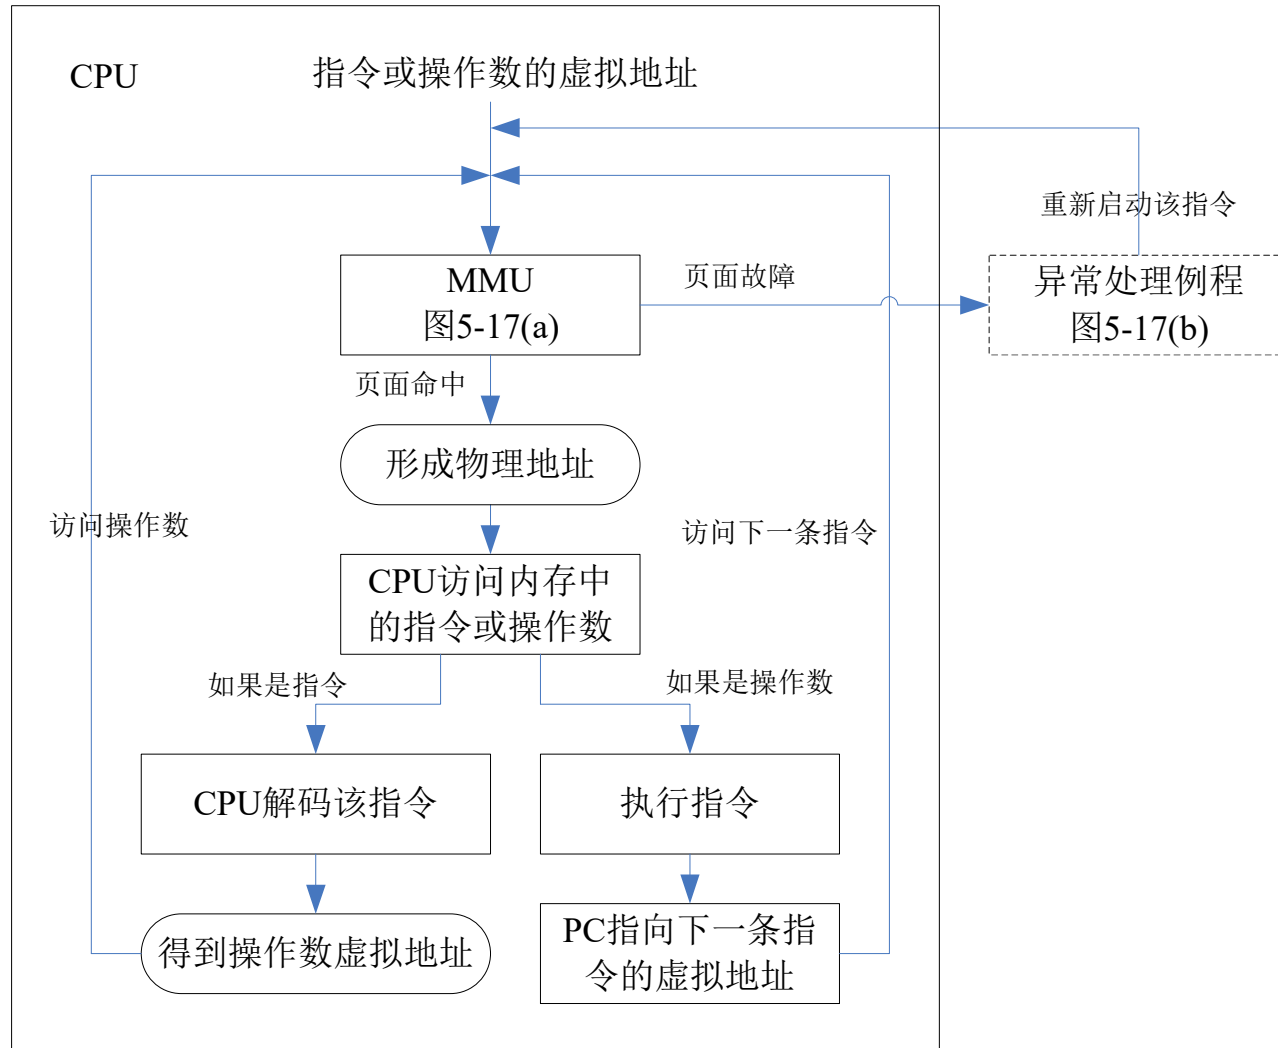 CPU
指令或操作数的虚拟地址
重新启动该指令
MMU
图5-17(a)
页面故障
异常处理例程
图5-17(b)
页面命中
形成物理地址
访问操作数
访问下一条指令
CPU访问内存中
的指令或操作数
如果是指令
如果是操作数
CPU解码该指令
执行指令
得到操作数虚拟地址
PC指向下一条指
令的虚拟地址